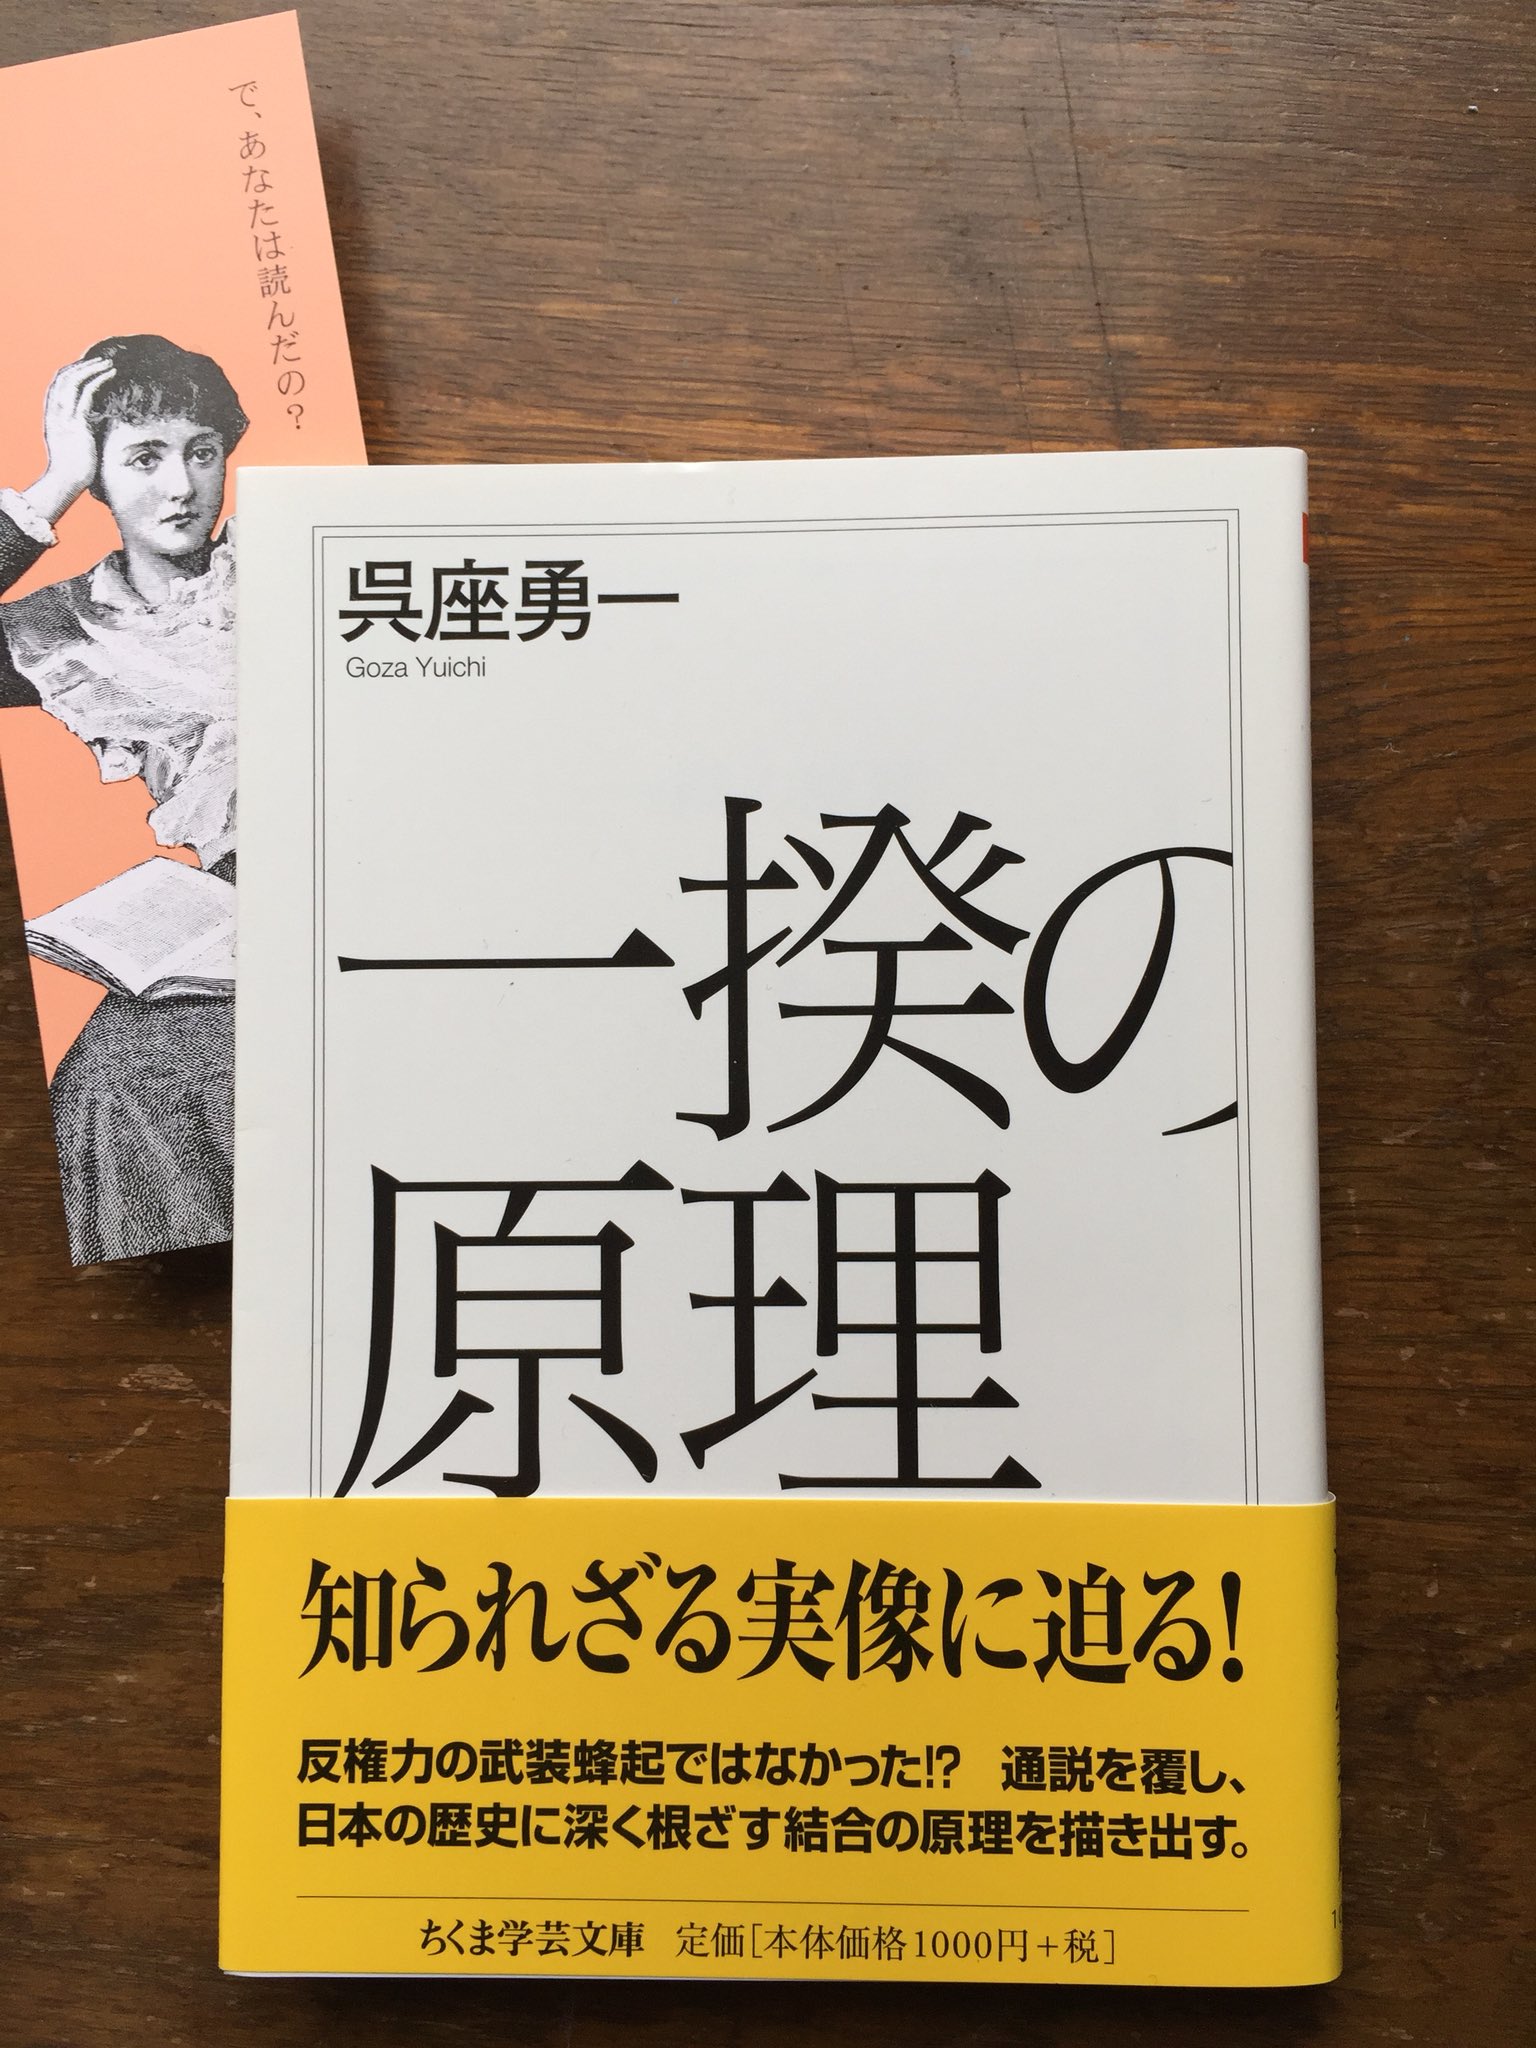 で、あなたは読んだの？
呉座勇一
Goza Yuichi
一揆の
原理
知られざる実像に迫る！
反権力の武装蜂起ではなかった!?　通説を覆し、
日本の歴史に深く根ざす結合の原理を描き出す。
ちくま学芸文庫　定価［本体価格1000円＋税］